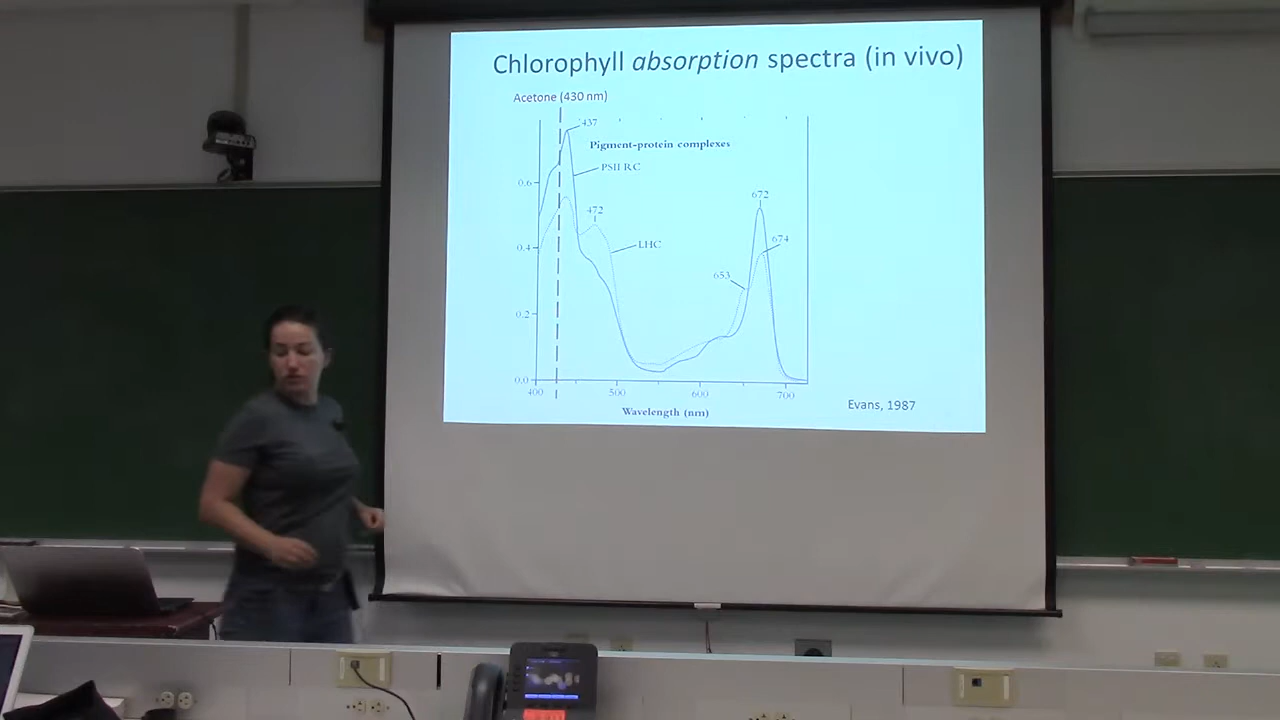 Chlorophyll absorption spectra (in vivo)
Acetone (430 nm)
437
Pigment-protein complexes
PSII RC
0.6
672
472
674
0.4
LHC
653
0.2
0.0
400
500
600
700
Wavelength (nm)
Evans, 1987